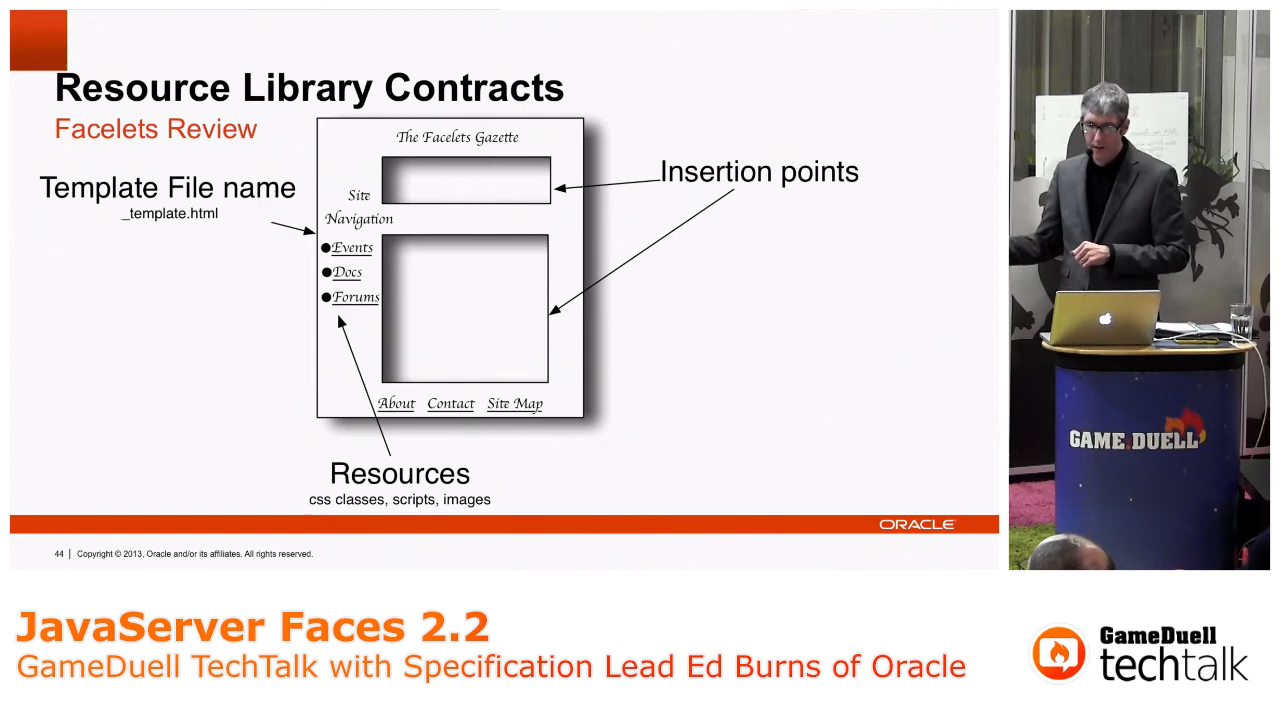 Resource Library Contracts
Facelets Review
The Facelets Gazette
Insertion points
Template File name
_template.html
Site
Navigation
Events
Docs
Forums
About Contact Site Map
Resources
css classes, scripts, images
ORACLE
44 | Copyright © 2013, Oracle and/or its affiliates. All rights reserved.
GAME DUELL
JavaServer Faces 2.2
GameDuell TechTalk with Specification Lead Ed Burns of Oracle
GameDuell
techtalk